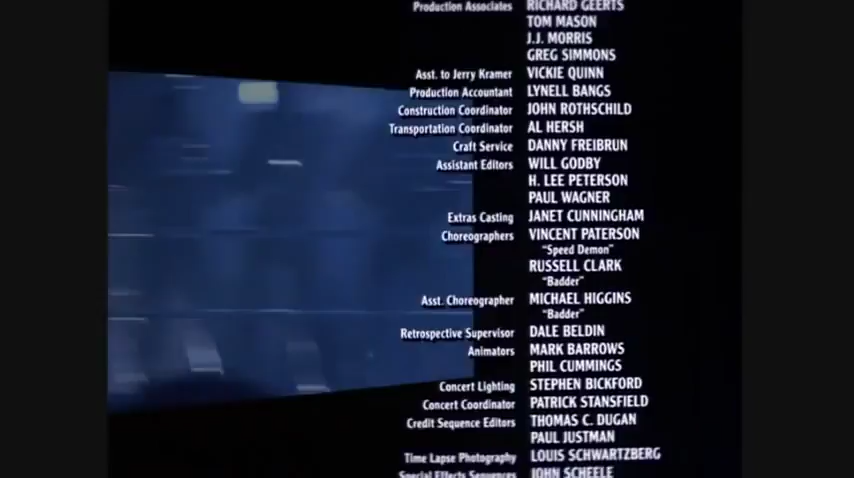 Production Associates RICHARD GEERTS
TOM MASON
J.J. MORRIS
GREG SIMMONS
Asst. to Jerry Kramer VICKIE QUINN
Production Accountant LYNELL BANGS
Construction Coordinator JOHN ROTHSCHILD
Transportation Coordinator AL HERSH
Craft Service DANNY FREIBRUN
Assistant Editors WILL GODBY
H. LEE PETERSON
PAUL WAGNER
Extras Casting JANET CUNNINGHAM
Choreographers VINCENT PATERSON
"Speed Demon"
RUSSELL CLARK
"Badder"
Asst. Choreographer MICHAEL HIGGINS
"Badder"
Retrospective Supervisor DALE BELDIN
Animators MARK BARROWS
PHIL CUMMINGS
Concert Lighting STEPHEN BICKFORD
Concert Coordinator PATRICK STANSFIELD
Credit Sequence Editors THOMAS C. DUGAN
PAUL JUSTMAN
Time Lapse Photography LOUIS SCHWARTZBERG
Special Effects Sequences JOHN SCHEELE